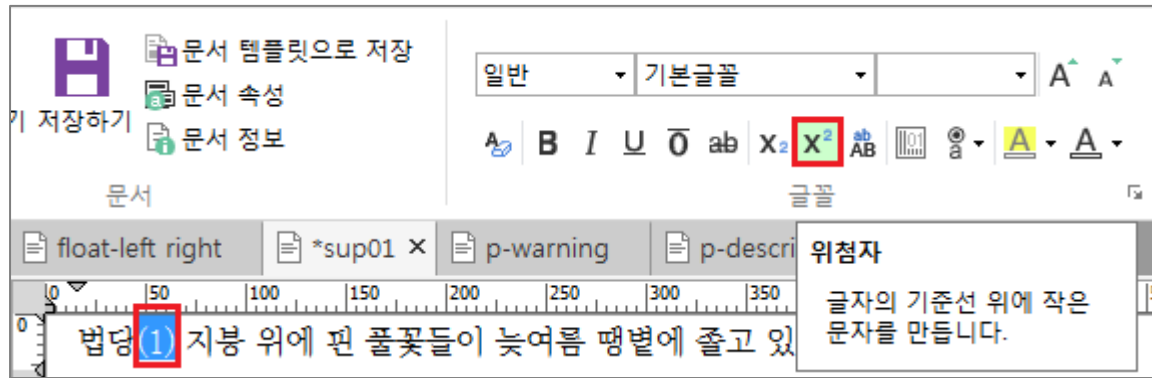 문서 템플릿으로 저장
문서 속성
기 저장하기
문서 정보
문서
일반 기본글꼴 A A
B I U O ab X₂ X² ab AB a A A
글꼴
float-left right *sup01 × p-warning p-descri
0 50 100 150 200 250 300 350
0 법당(1) 지붕 위에 핀 풀꽃들이 늦여름 땡볕에 졸고 있
위첨자
글자의 기준선 위에 작은
문자를 만듭니다.